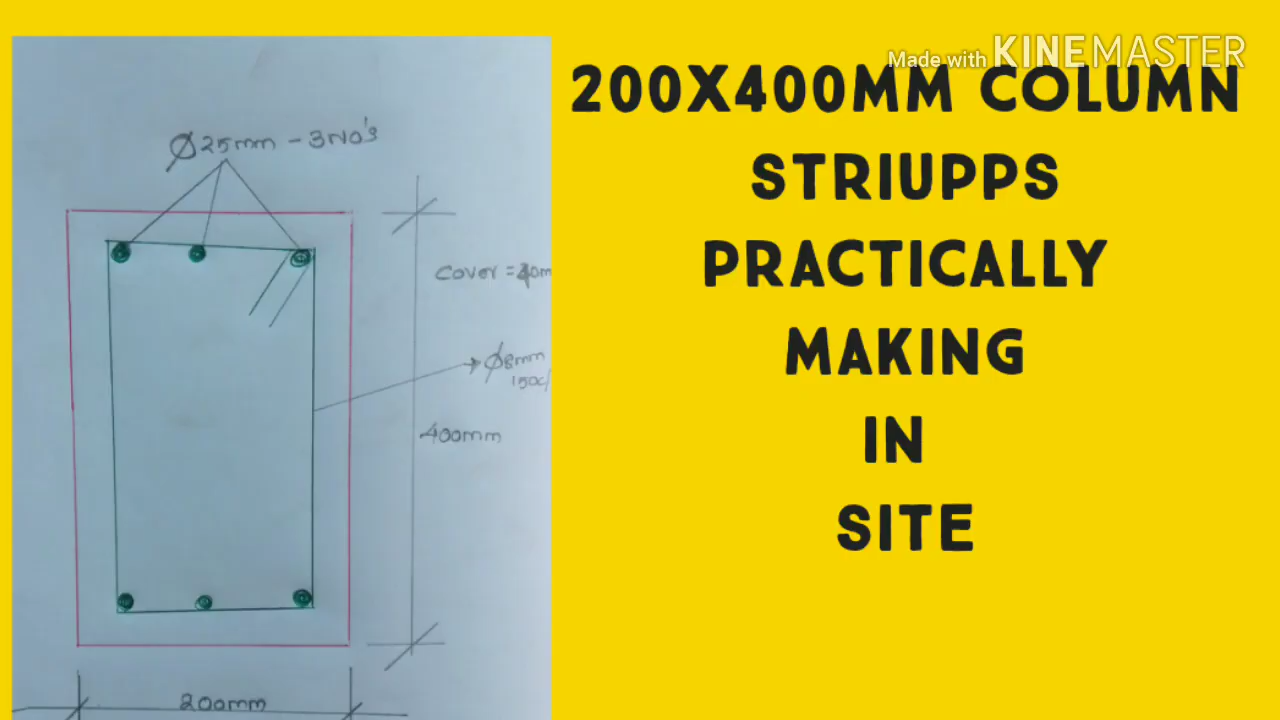 Made with KINEMASTER
200X400MM COLUMN
STRIUPPS
PRACTICALLY
MAKING
IN
SITE
Ø25mm - 3NO's
Cover =
Ø8mm
400mm
200mm